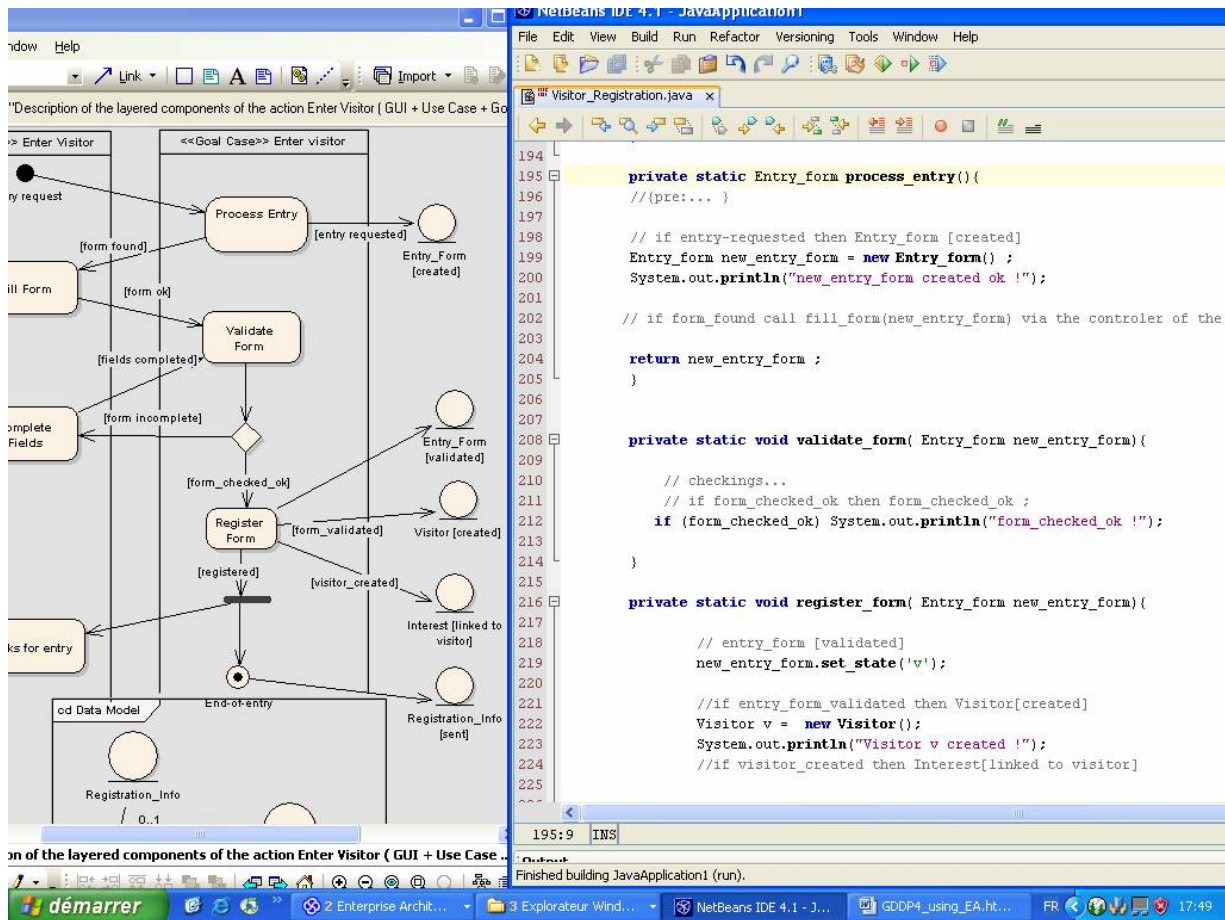 ndow Help
Link
A
Import
"Description of the layered components of the action Enter Visitor ( GUI + Use Case + Go
>> Enter Visitor
<<Goal Case>> Enter visitor
ry request
Process Entry
[entry requested]
Entry_Form
[created]
[form found]
ill Form
[form ok]
Validate
Form
[fields completed]
[form incomplete]
omplete
Fields
Entry_Form
[validated]
[form_checked_ok]
Register
Form
[form_validated]
Visitor [created]
[registered]
[visitor_created]
Interest [linked to
visitor]
ks for entry
End-of-entry
Registration_Info
[sent]
cd Data Model
Registration_Info
0..1
on of the layered components of the action Enter Visitor ( GUI + Use Case ..
NetBeans IDE 4.1 - JavaApplication1
File Edit View Build Run Refactor Versioning Tools Window Help
Visitor_Registration.java x
194
195 private static Entry_form process_entry(){
196 //{pre:... }
197
198 // if entry-requested then Entry_form [created]
199 Entry_form new_entry_form = new Entry_form() ;
200 System.out.println("new_entry_form created ok !");
201
202 // if form_found call fill_form(new_entry_form) via the controler of the
203
204 return new_entry_form ;
205 }
206
207
208 private static void validate_form( Entry_form new_entry_form){
209
210 // checkings...
211 // if form_checked_ok then form_checked_ok ;
212 if (form_checked_ok) System.out.println("form_checked_ok !");
213
214 }
215
216 private static void register_form( Entry_form new_entry_form){
217
218 // entry_form [validated]
219 new_entry_form.set_state('v');
220
221 //if entry_form_validated then Visitor[created]
222 Visitor v = new Visitor();
223 System.out.println("Visitor v created !");
224 //if visitor_created then Interest[linked to visitor]
225
195:9 INS
Output
Finished building JavaApplication1 (run).
démarrer
2 Enterprise Archit...
3 Explorateur Wind...
NetBeans IDE 4.1 - J...
GDDP4_using_EA.ht...
FR
17:49